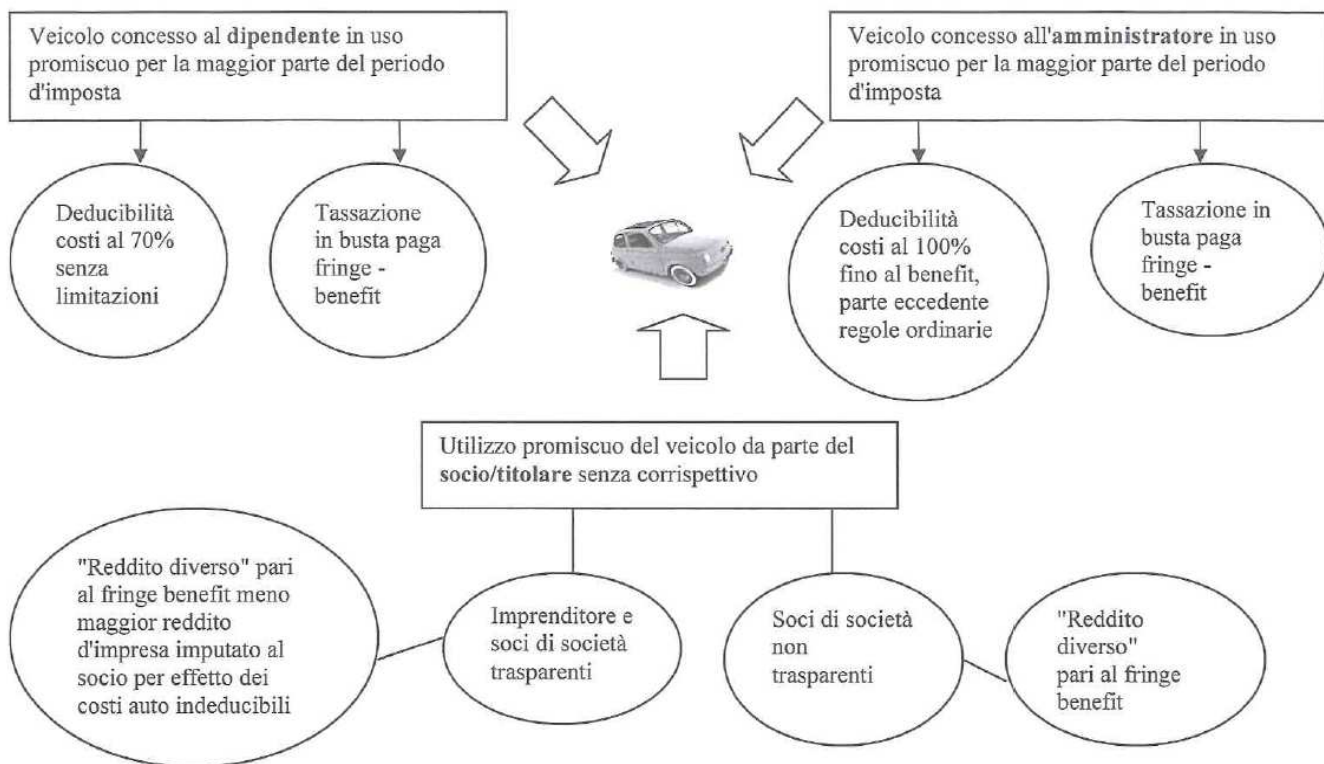 Veicolo concesso al dipendente in uso
promiscuo per la maggior parte del periodo
d'imposta
Veicolo concesso all'amministratore in uso
promiscuo per la maggior parte del periodo
d'imposta
Deducibilità
costi al 70%
senza
limitazioni
Tassazione
in busta paga
fringe -
benefit
Deducibilità
costi al 100%
fino al benefit,
parte eccedente
regole ordinarie
Tassazione in
busta paga
fringe -
benefit
Utilizzo promiscuo del veicolo da parte del
socio/titolare senza corrispettivo
"Reddito diverso" pari
al fringe benefit meno
maggior reddito
d'impresa imputato al
socio per effetto dei
costi auto indeducibili
Imprenditore e
soci di società
trasparenti
Soci di società
non
trasparenti
"Reddito
diverso"
pari al fringe
benefit